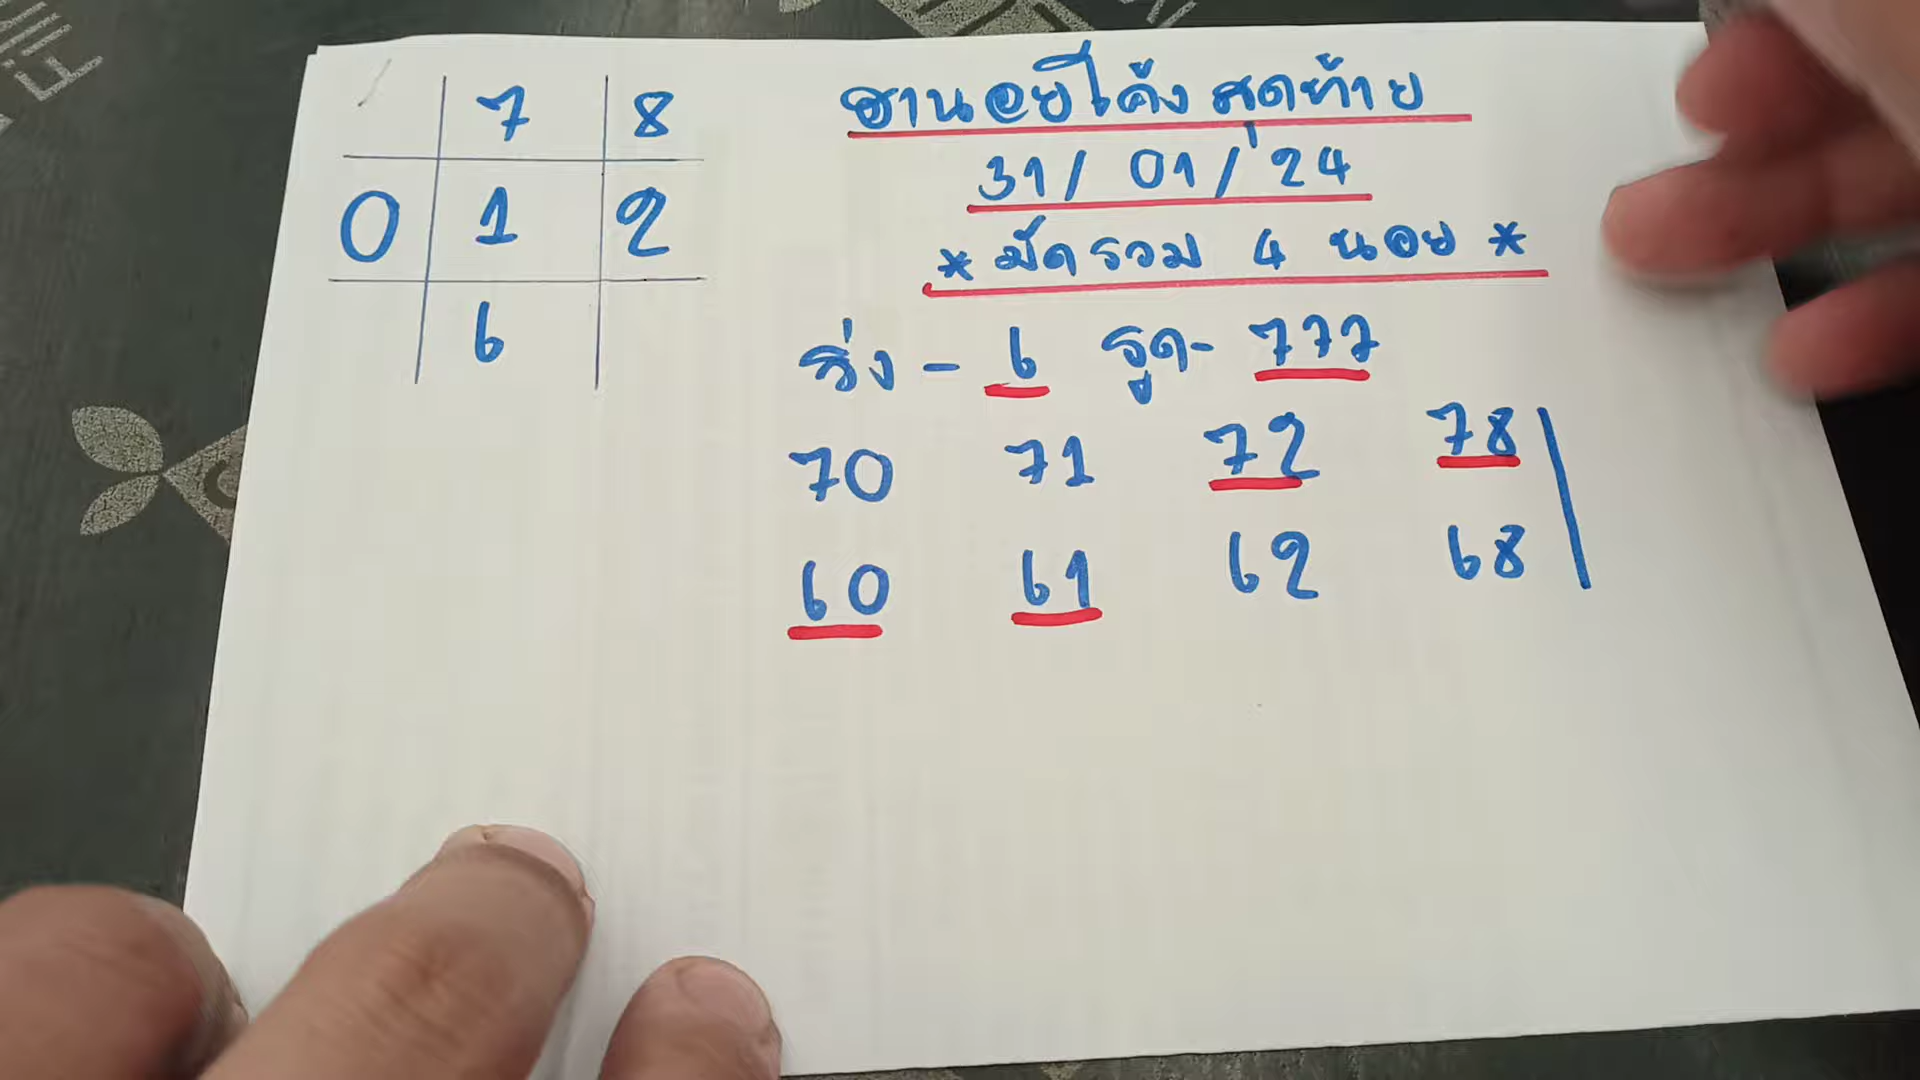 7 8
0 1 2
6
ฮานอยโค้งสุดท้าย
31/ 01/ 24
* มัดรวม 4 นอย *
วิ่ง - 6 รูด- 777
70 71 72 78
60 61 62 68